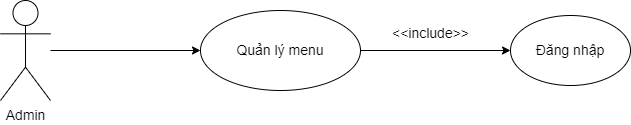 <<include>>
Quản lý menu
Đăng nhập
Admin